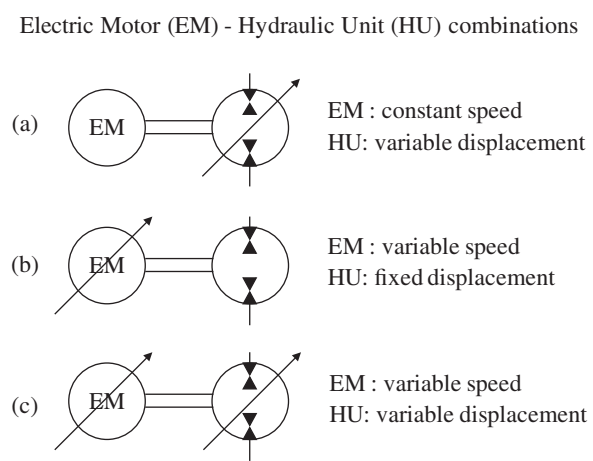 Electric Motor (EM) - Hydraulic Unit (HU) combinations
(a)
EM
EM : constant speed
HU: variable displacement
(b)
EM
EM : variable speed
HU: fixed displacement
(c)
EM
EM : variable speed
HU: variable displacement